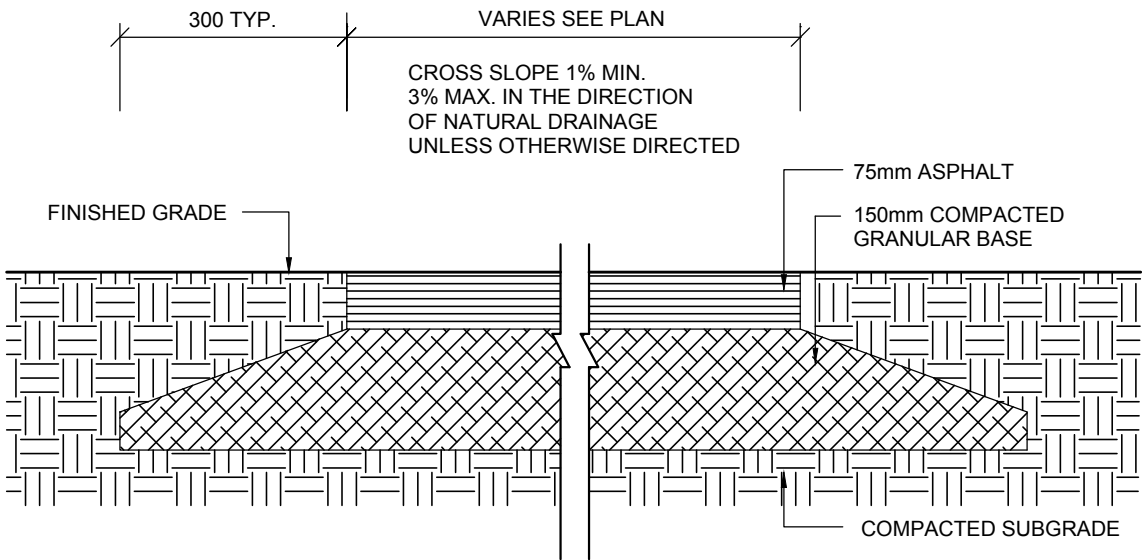 300 TYP.
VARIES SEE PLAN
CROSS SLOPE 1% MIN.
3% MAX. IN THE DIRECTION
OF NATURAL DRAINAGE
UNLESS OTHERWISE DIRECTED
75mm ASPHALT
FINISHED GRADE
150mm COMPACTED
GRANULAR BASE
COMPACTED SUBGRADE